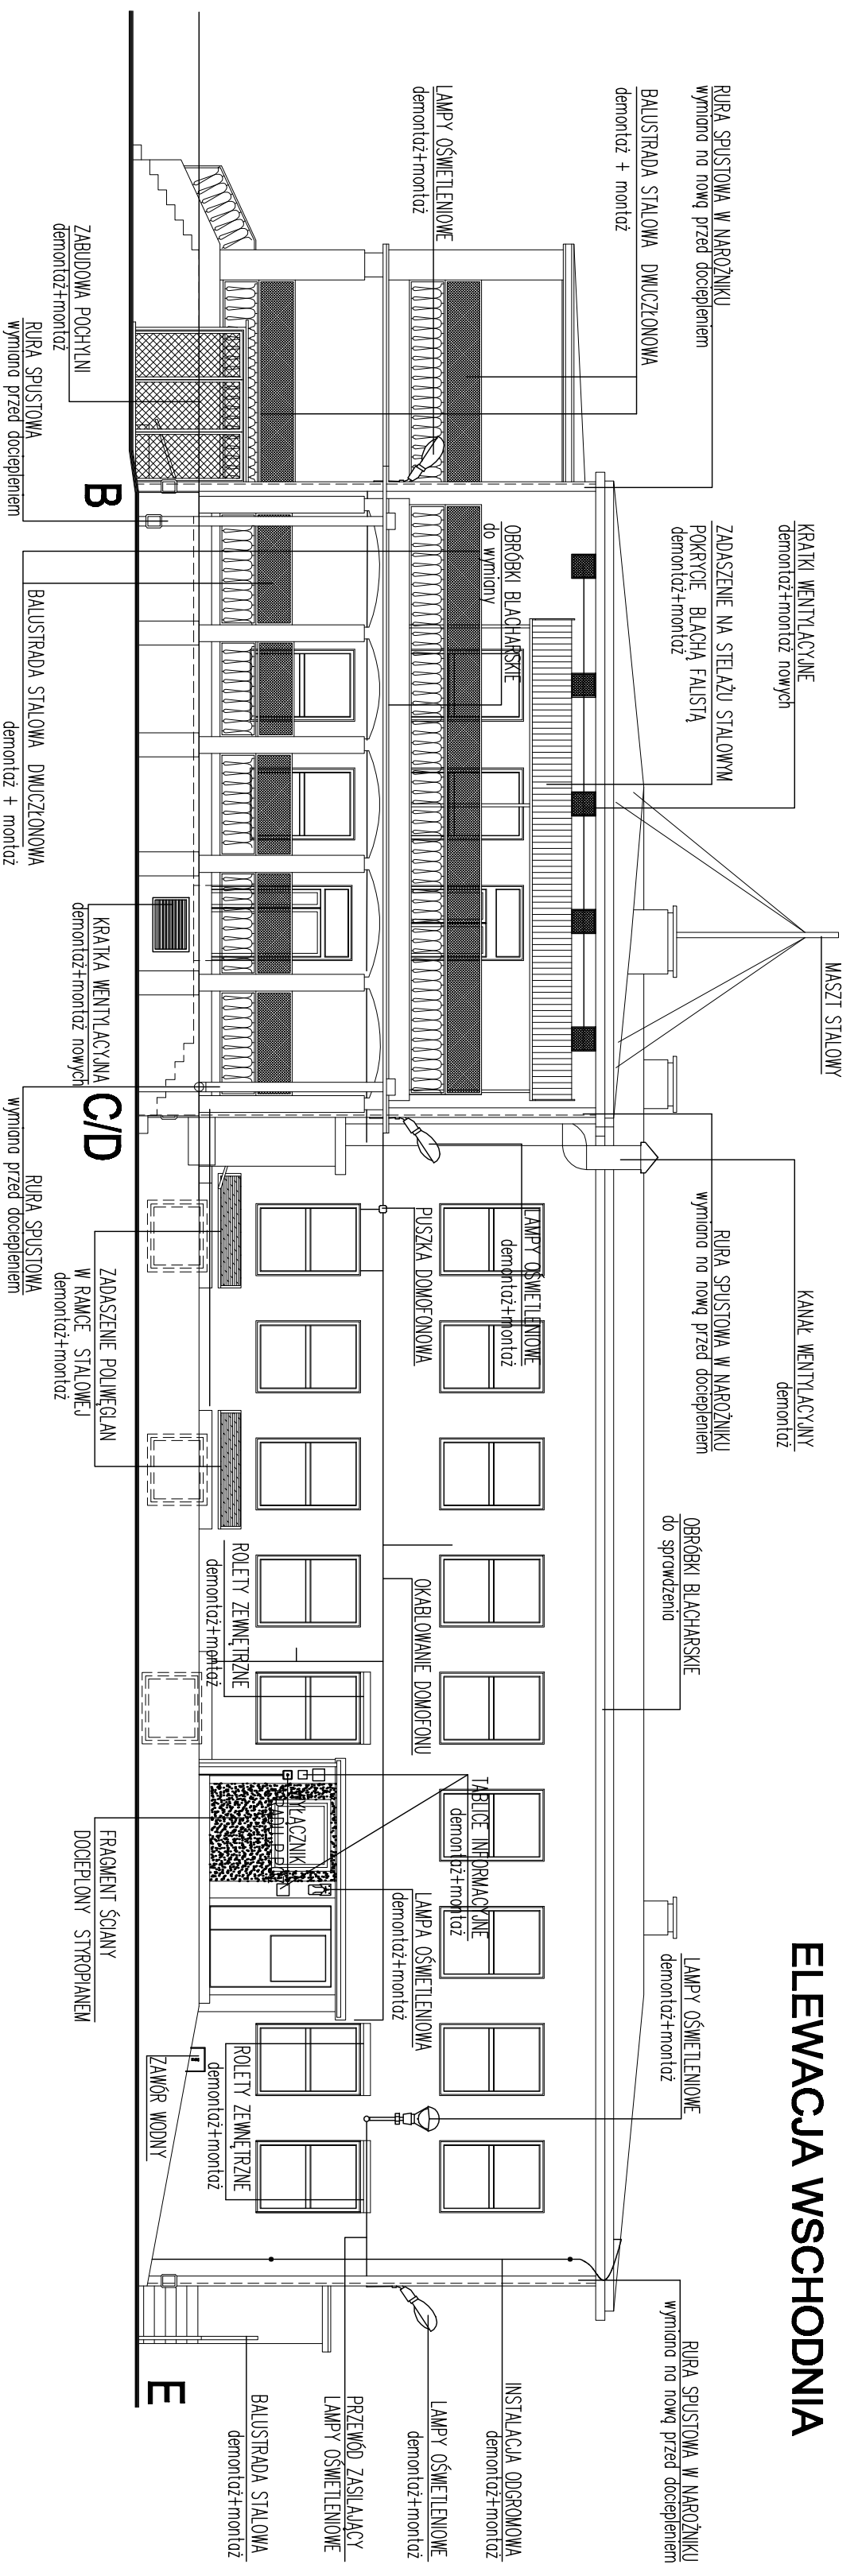 ELEWACJA WSCHODNIA
MASZT STALOWY
KRATKI WENTYLACYJNE
demontaż+montaż nowych
KANAŁ WENTYLACYJNY
demontaż
ZADASZENIE NA STELAŻU STALOWYM
POKRYCIE BLACHĄ FALISTĄ
demontaż+montaż
RURA SPUSTOWA W NAROŻNIKU
wymiana na nową przed dociepleniem
RURA SPUSTOWA W NAROŻNIKU
wymiana na nową przed dociepleniem
OBRÓBKI BLACHARSKIE
do sprawdzenia
LAMPY OŚWIETLENIOWE
demontaż+montaż
RURA SPUSTOWA W NAROŻNIKU
wymiana na nową przed dociepleniem
BALUSTRADA STALOWA DWUCZŁONOWA
demontaż + montaż
LAMPY OŚWIETLENIOWE
demontaż+montaż
OBRÓBKI BLACHARSKIE
do wymiany
LAMPY OŚWIETLENIOWE
demontaż+montaż
PUSZKA DOMOFONOWA
OKABLOWANIE DOMOFONU
TABLICE INFORMACYJNE
demontaż+montaż
LAMPA OŚWIETLENIOWA
demontaż+montaż
INSTALACJA ODGROMOWA
demontaż+montaż
LAMPY OŚWIETLENIOWE
demontaż+montaż
PRZEWÓD ZASILAJĄCY
LAMPY OŚWIETLENIOWE
BALUSTRADA STALOWA
demontaż+montaż
ROLETY ZEWNĘTRZNE
demontaż+montaż
ROLETY ZEWNĘTRZNE
demontaż+montaż
ZAWÓR WODNY
B
C/D
E
ZABUDOWA POCHYLNI
demontaż+montaż
RURA SPUSTOWA
wymiana przed dociepleniem
BALUSTRADA STALOWA DWUCZŁONOWA
demontaż + montaż
KRATKA WENTYLACYJNA
demontaż+montaż nowych
RURA SPUSTOWA
wymiana przed dociepleniem
ZADASZENIE POLIWĘGLAN
W RAMCE STALOWEJ
demontaż+montaż
FRAGMENT ŚCIANY
DOCIEPLONY STYROPIANEM